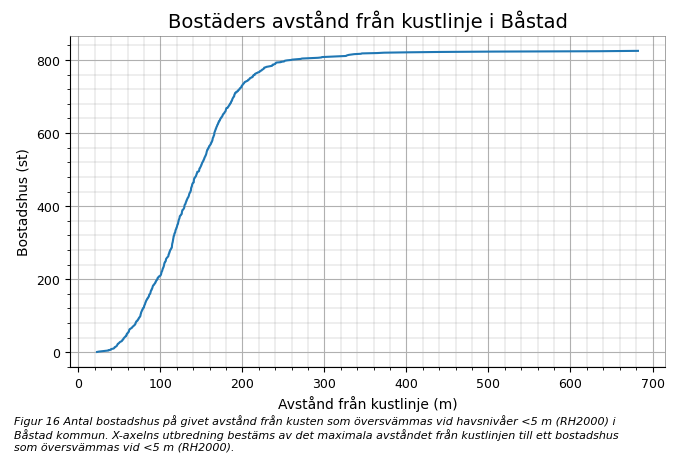 Bostäders avstånd från kustlinje i Båstad
Bostadshus (st)
800
600
400
200
0
0 100 200 300 400 500 600 700
Avstånd från kustlinje (m)
Figur 16 Antal bostadshus på givet avstånd från kusten som översvämmas vid havsnivåer <5 m (RH2000) i
Båstad kommun. X-axelns utbredning bestäms av det maximala avståndet från kustlinjen till ett bostadshus
som översvämmas vid <5 m (RH2000).